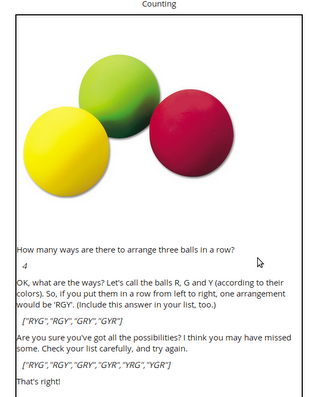 Counting
How many ways are there to arrange three balls in a row?
4
OK, what are the ways? Let's call the balls R, G and Y (according to their
colors). So, if you put them in a row from left to right, one arrangement
would be 'RGY'. (Include this answer in your list, too.)
["RYG","RGY","GRY","GYR"]
Are you sure you've got all the possibilities? I think you may have missed
some. Check your list carefully, and try again.
["RYG","RGY","GRY","GYR","YRG","YGR"]
That's right!